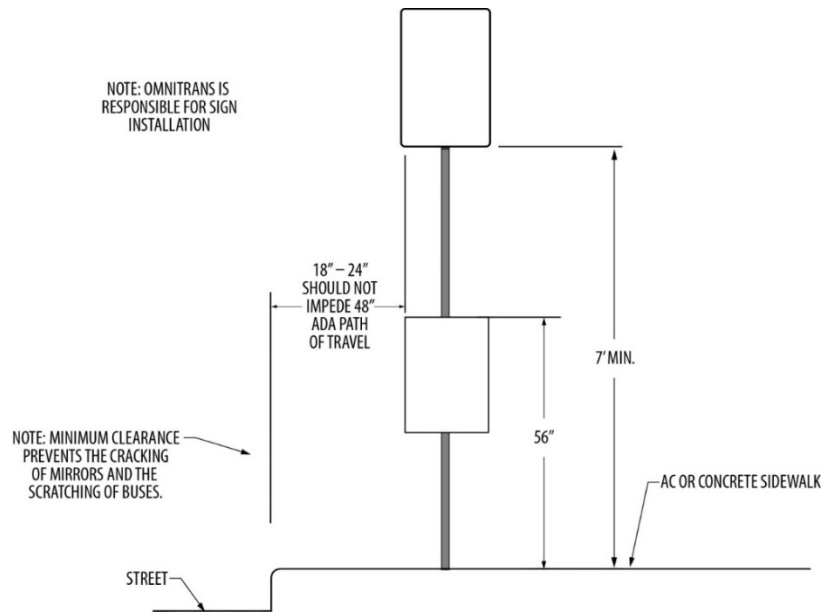 NOTE: OMNITRANS IS
RESPONSIBLE FOR SIGN
INSTALLATION
18” – 24”
SHOULD NOT
IMPEDE 48”
ADA PATH
OF TRAVEL
7’ MIN.
56”
NOTE: MINIMUM CLEARANCE
PREVENTS THE CRACKING
OF MIRRORS AND THE
SCRATCHING OF BUSES.
AC OR CONCRETE SIDEWALK
STREET